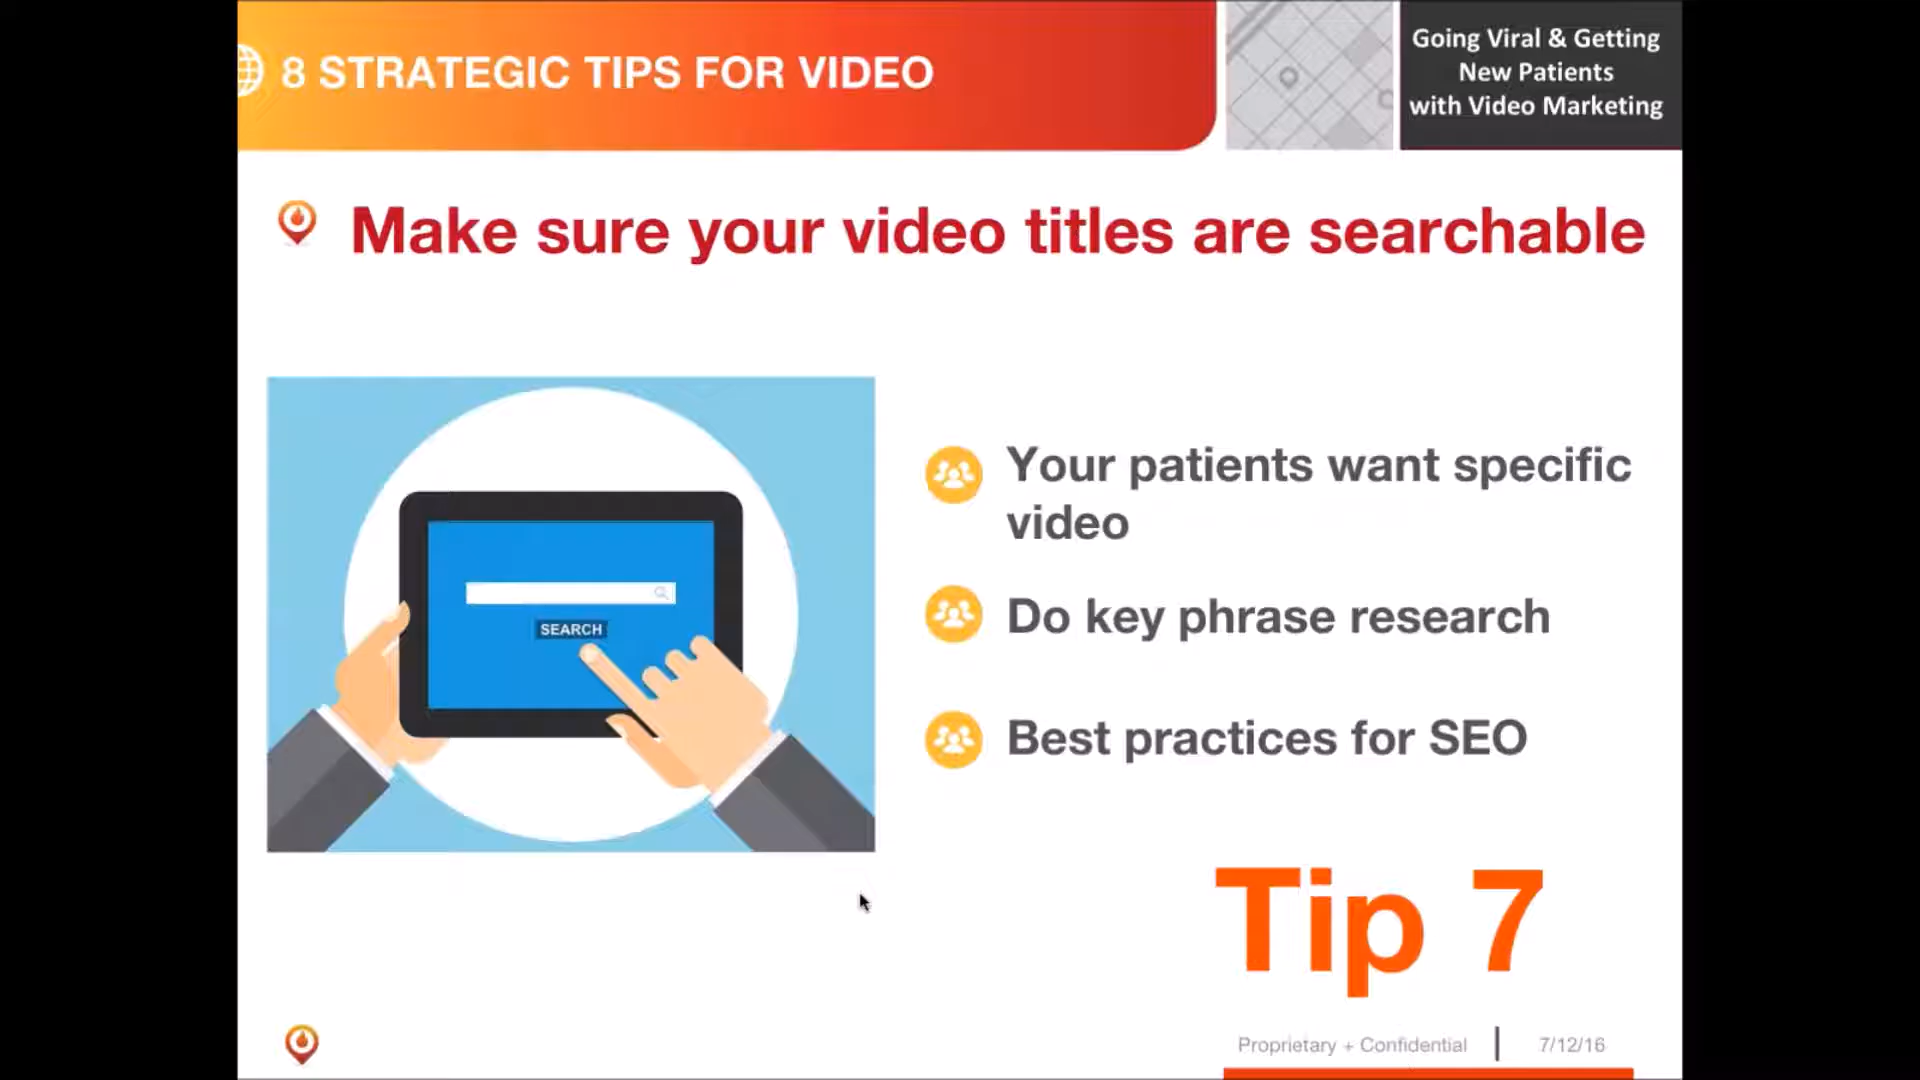 8 STRATEGIC TIPS FOR VIDEO
Going Viral & Getting
New Patients
with Video Marketing
Make sure your video titles are searchable
SEARCH
Your patients want specific
video
Do key phrase research
Best practices for SEO
Tip 7
Proprietary + Confidential
7/12/16